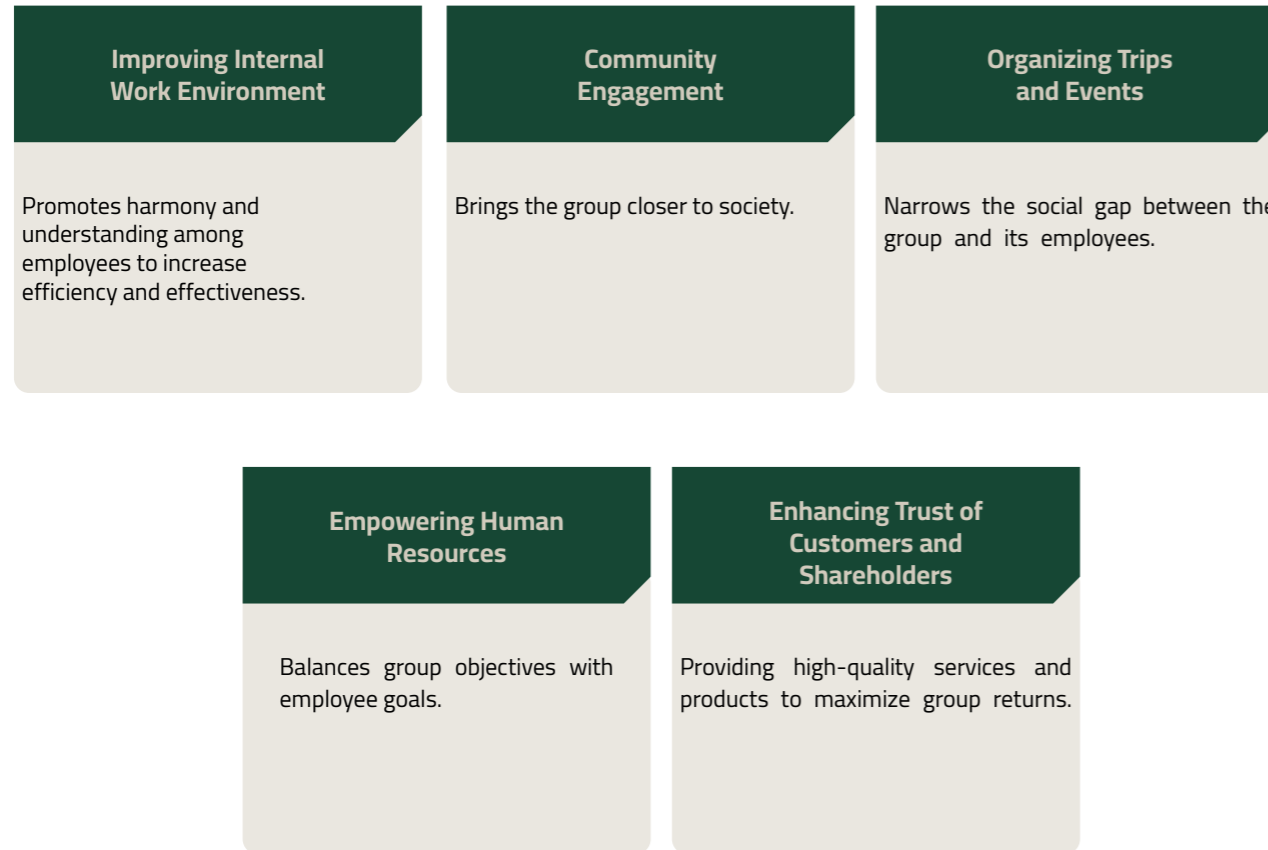 Improving Internal
Work Environment
Promotes harmony and
understanding among
employees to increase
efficiency and effectiveness.
Community
Engagement
Brings the group closer to society.
Organizing Trips
and Events
Narrows the social gap between the
group and its employees.
Empowering Human
Resources
Balances group objectives with
employee goals.
Enhancing Trust of
Customers and
Shareholders
Providing high-quality services and
products to maximize group returns.